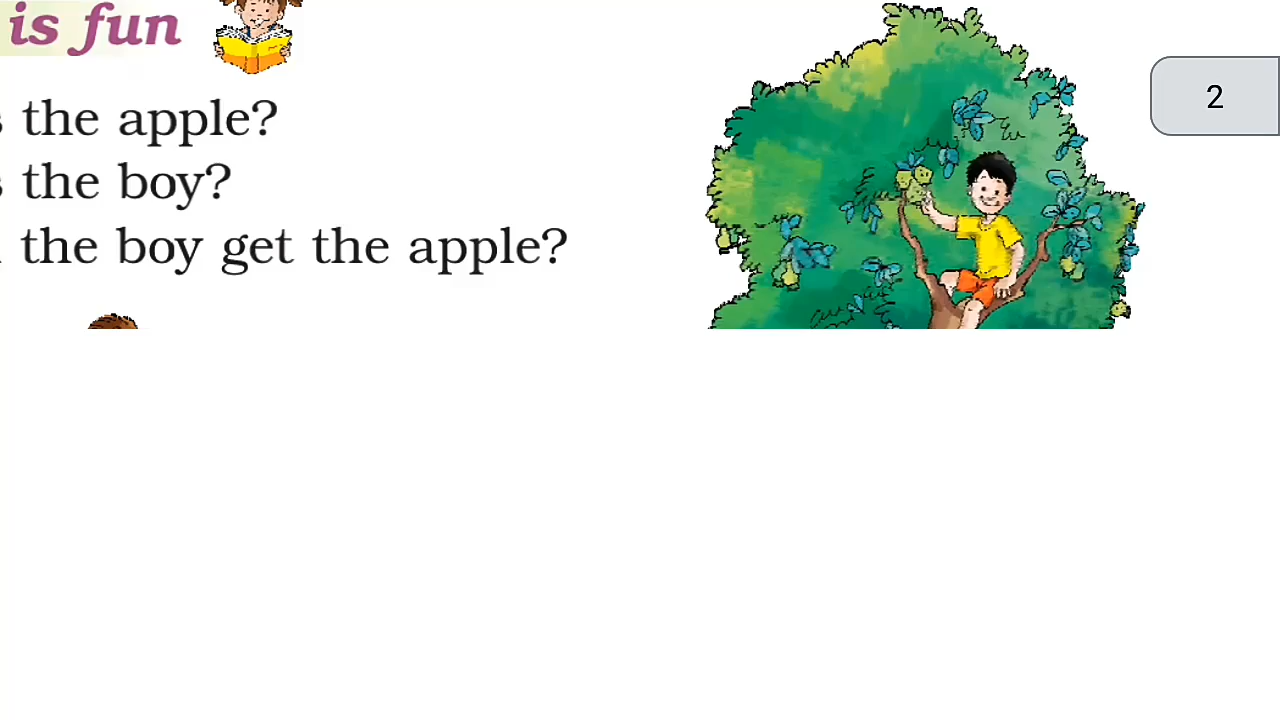 is fun
the apple?
the boy?
the boy get the apple?
2